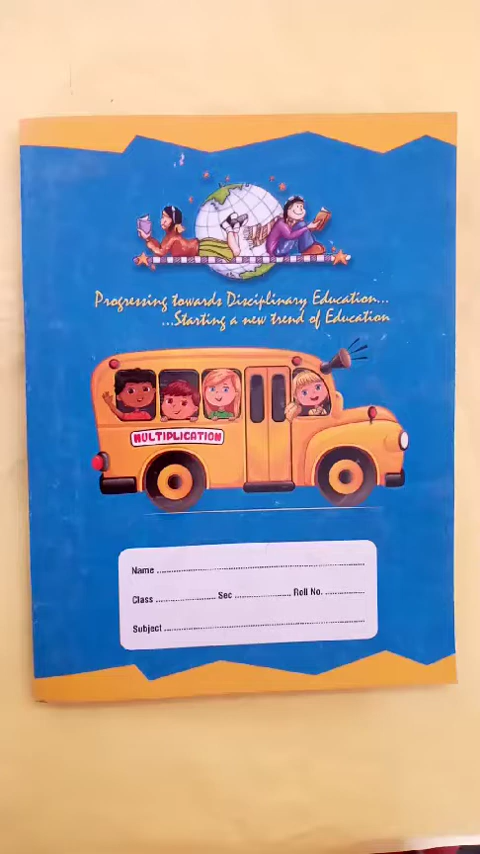 Progressing towards Disciplinary Education...
...Starting a new trend of Education
MULTIPLICATION
Name ..........................................................................
Class ..................... Sec .................... Roll No. ..............
Subject ........................................................................